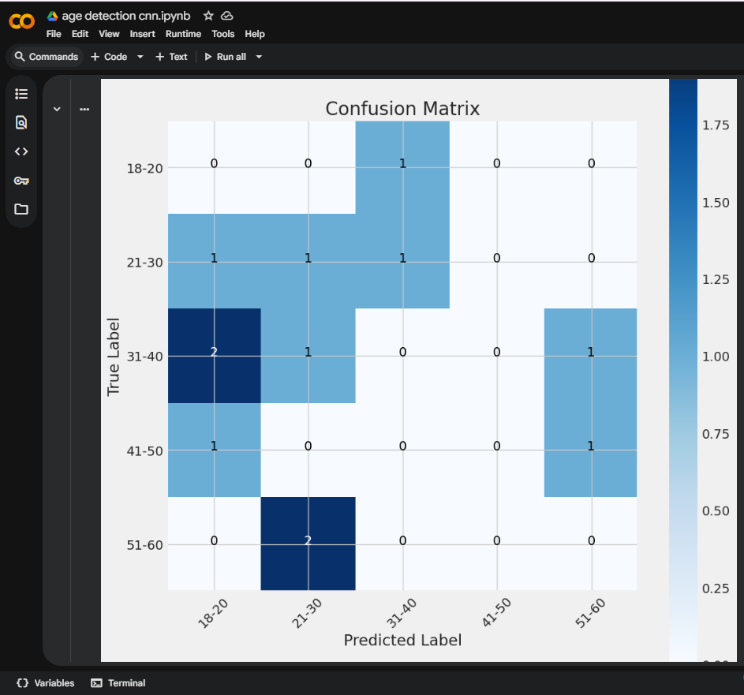 CO age detection cnn.ipynb
File Edit View Insert Runtime Tools Help
Commands + Code + Text Run all
Confusion Matrix
18-20 0 0 1 0 0
21-30 1 1 1 0 0
31-40 2 1 0 0 1
41-50 1 0 0 0 1
51-60 0 2 0 0 0
True Label
18-20 21-30 31-40 41-50 51-60
Predicted Label
1.75
1.50
1.25
1.00
0.75
0.50
0.25
{} Variables Terminal